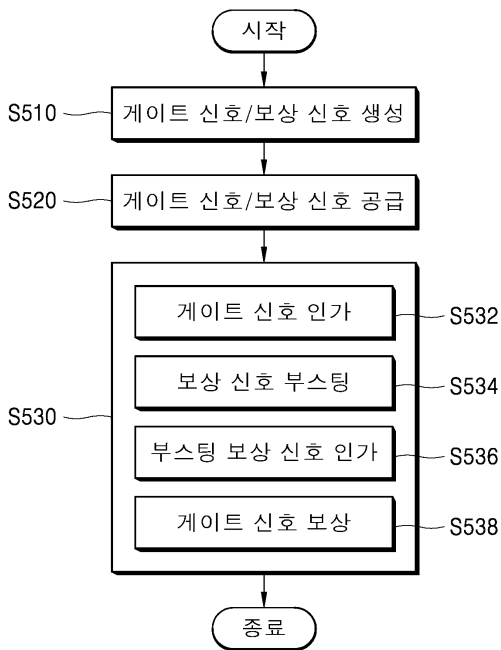 시작
S510 게이트 신호/보상 신호 생성
S520 게이트 신호/보상 신호 공급
S530
게이트 신호 인가 S532
보상 신호 부스팅 S534
부스팅 보상 신호 인가 S536
게이트 신호 보상 S538
종료